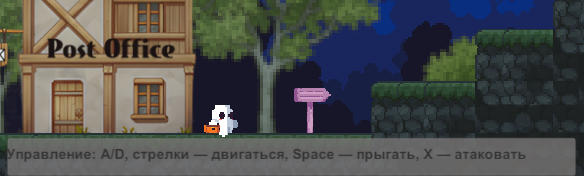 Post Office
Управление: A/D, стрелки — двигаться, Space — прыгать, X — атаковать